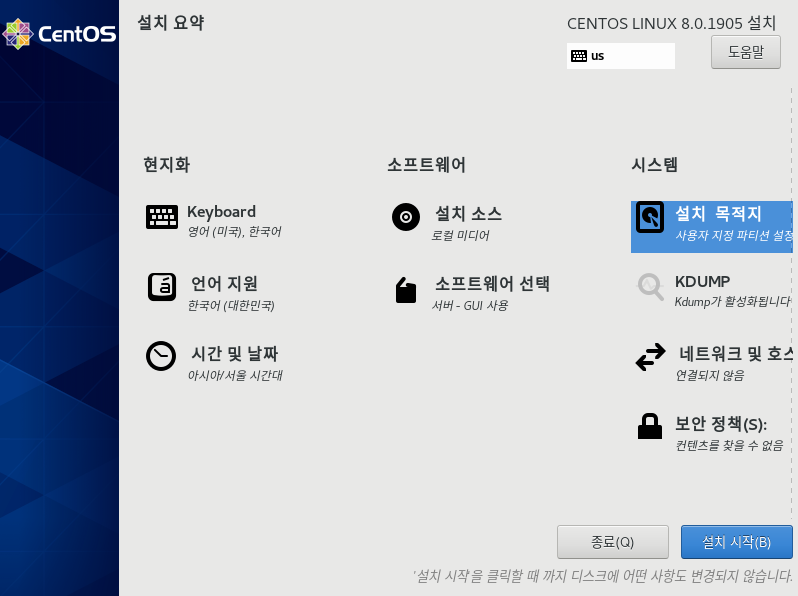 CentOS
설치 요약
CENTOS LINUX 8.0.1905 설치
us
도움말
현지화
소프트웨어
시스템
Keyboard
영어 (미국), 한국어
설치 소스
로컬 미디어
설치 목적지
사용자 지정 파티션 설정
언어 지원
한국어 (대한민국)
소프트웨어 선택
서버 - GUI 사용
KDUMP
Kdump가 활성화됩니다
시간 및 날짜
아시아/서울 시간대
네트워크 및 호스
연결되지 않음
보안 정책(S):
컨텐츠를 찾을 수 없음
종료(Q)
설치 시작(B)
'설치 시작'을 클릭할 때 까지 디스크에 어떤 사항도 변경되지 않습니다.